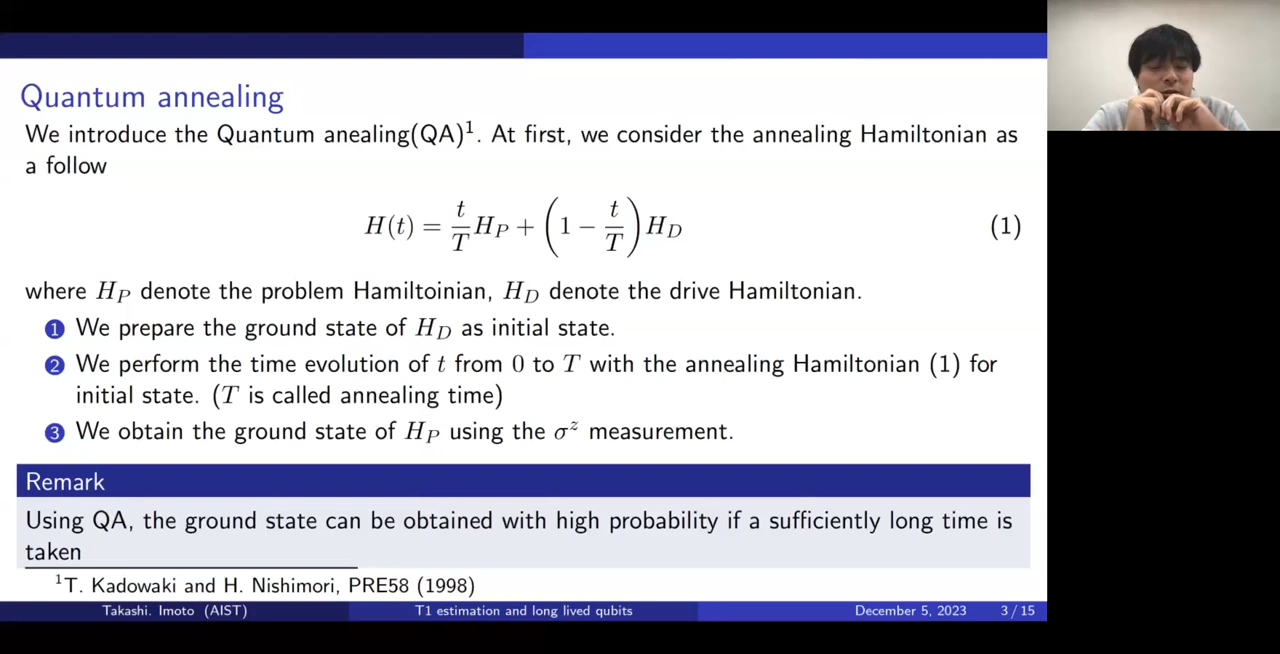 Quantum annealing
We introduce the Quantum anealing(QA)¹. At first, we consider the annealing Hamiltonian as
a follow
H(t) = \frac{t}{T} H_P + \left(1 - \frac{t}{T}\right) H_D (1)
where H_P denote the problem Hamiltoinian, H_D denote the drive Hamiltonian.
1 We prepare the ground state of H_D as initial state.
2 We perform the time evolution of t from 0 to T with the annealing Hamiltonian (1) for
initial state. (T is called annealing time)
3 We obtain the ground state of H_P using the σ^z measurement.
Remark
Using QA, the ground state can be obtained with high probability if a sufficiently long time is
taken
¹T. Kadowaki and H. Nishimori, PRE58 (1998)
Takashi. Imoto (AIST) T1 estimation and long lived qubits December 5, 2023 3 / 15